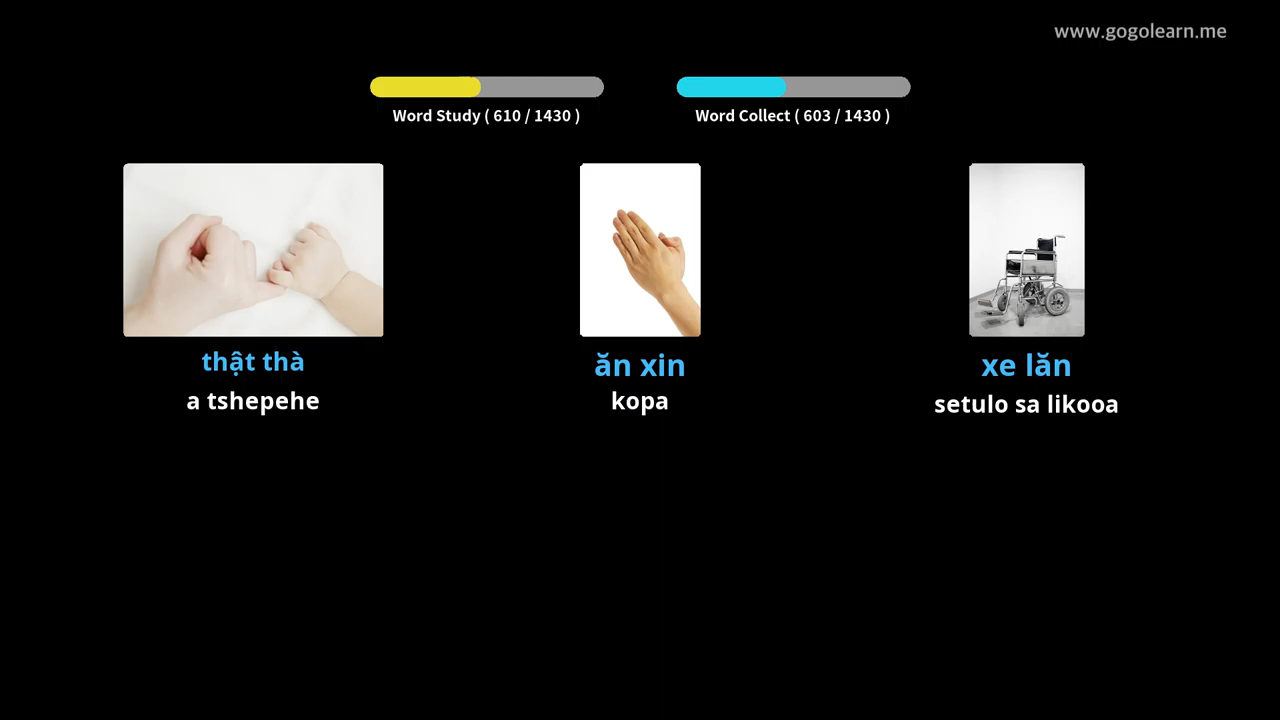 www.gogolearn.me
Word Study ( 610 / 1430 )
Word Collect ( 603 / 1430 )
thật thà
a tshepehe
ăn xin
kopa
xe lăn
setulo sa likooa